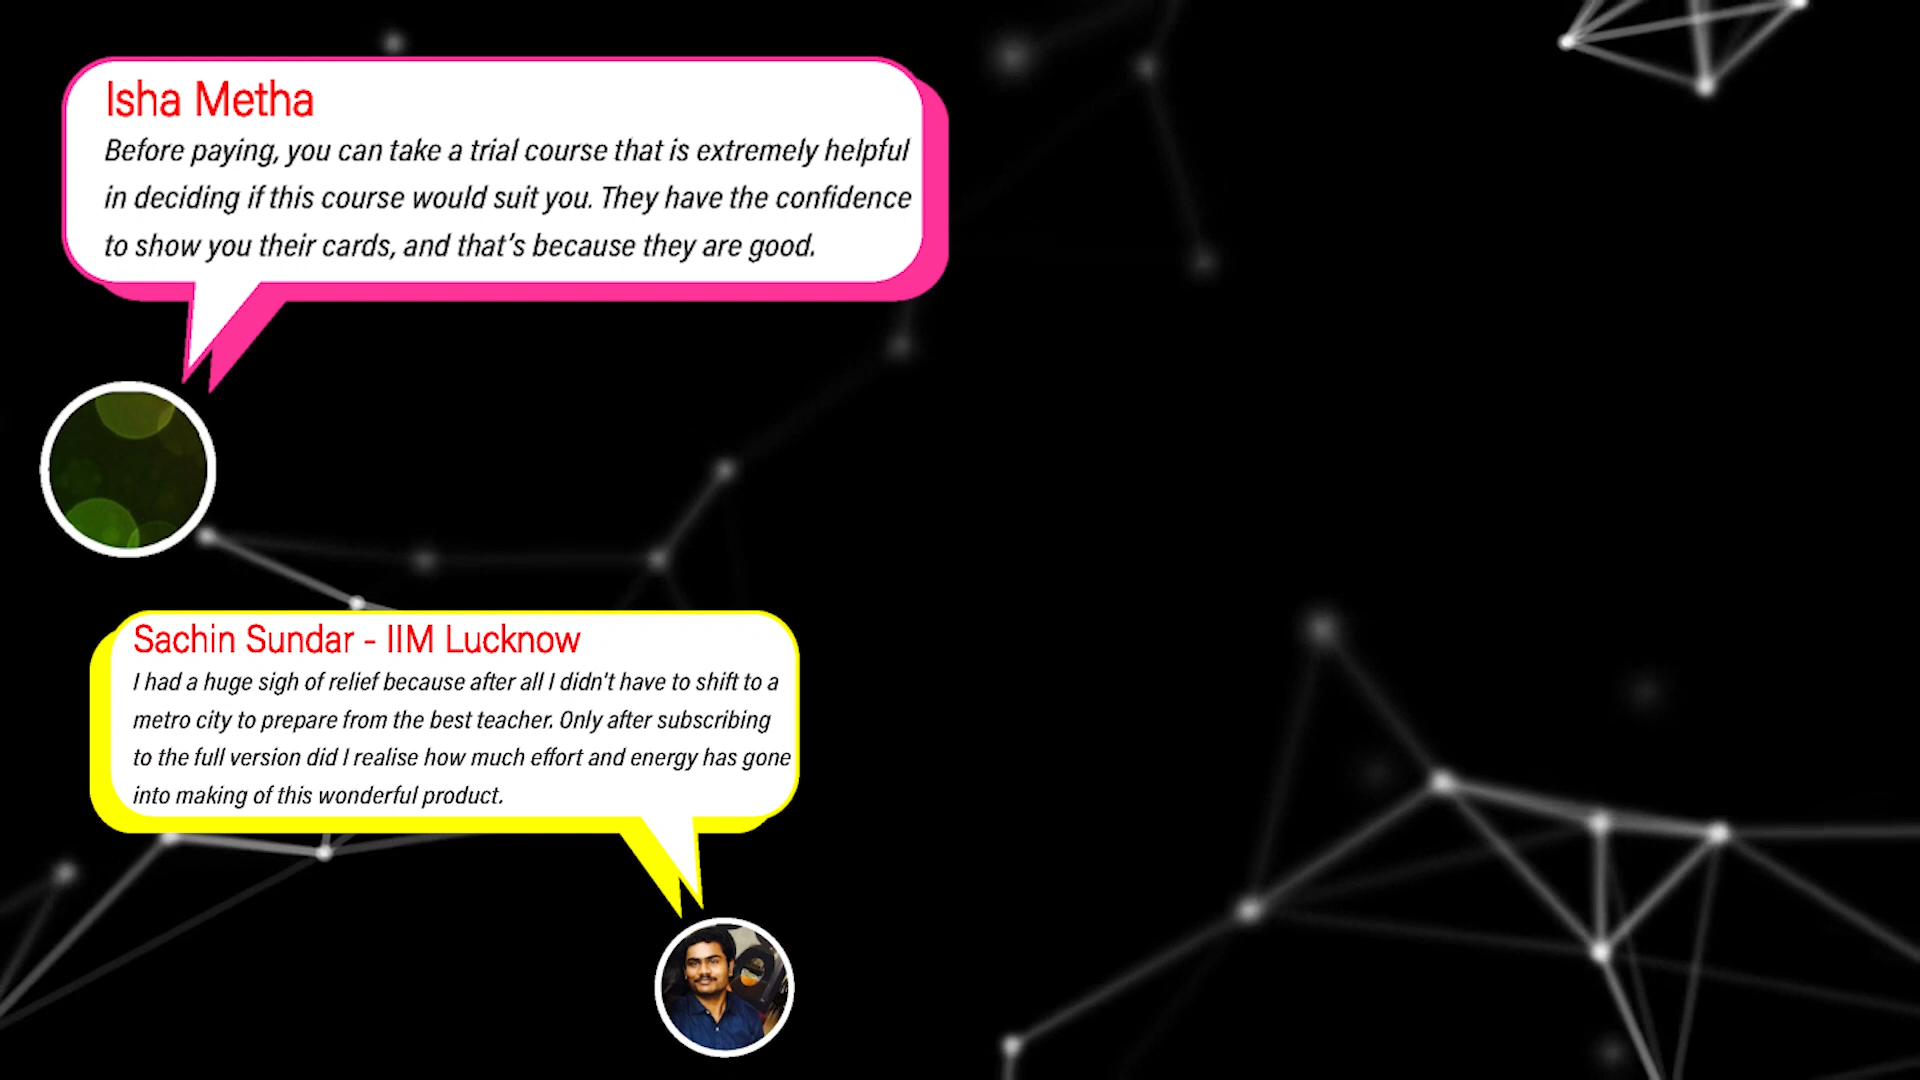 Isha Metha
Before paying, you can take a trial course that is extremely helpful
in deciding if this course would suit you. They have the confidence
to show you their cards, and that's because they are good.
Sachin Sundar - IIM Lucknow
I had a huge sigh of relief because after all I didn't have to shift to a
metro city to prepare from the best teacher. Only after subscribing
to the full version did I realise how much effort and energy has gone
into making of this wonderful product.